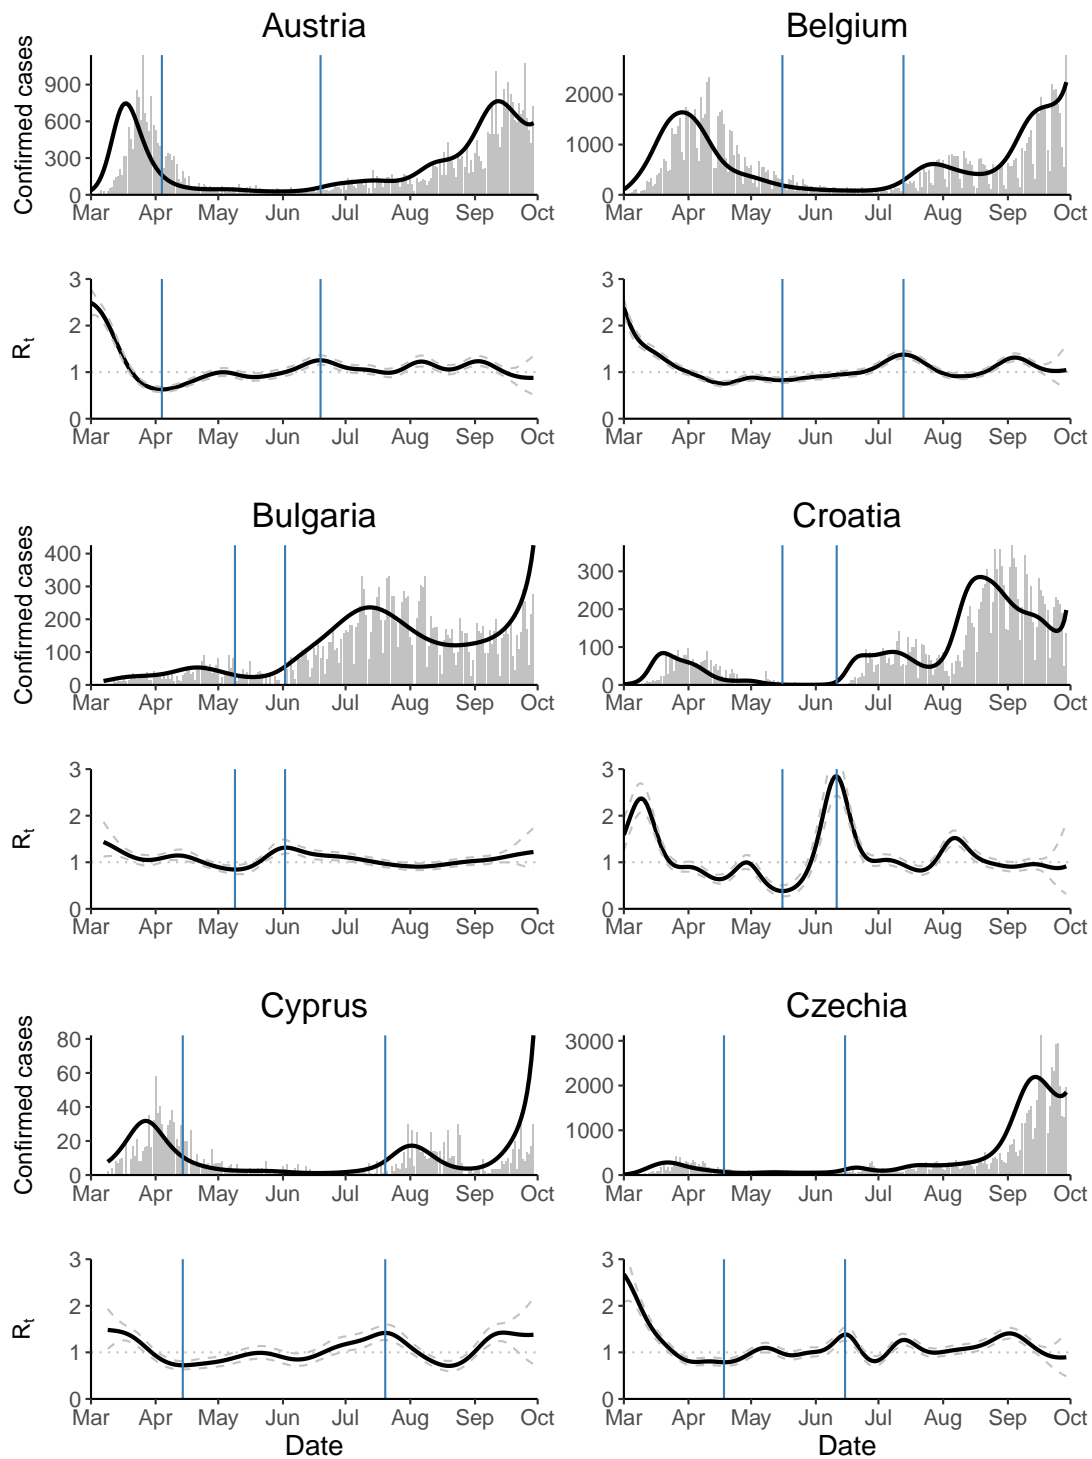 Austria
Confirmed cases
900
600
300
0
Mar Apr May Jun Jul Aug Sep Oct
Rt
3
2
1
0
Mar Apr May Jun Jul Aug Sep Oct
Belgium
2000
1000
0
Mar Apr May Jun Jul Aug Sep Oct
3
2
1
0
Mar Apr May Jun Jul Aug Sep Oct
Bulgaria
Confirmed cases
400
300
200
100
0
Mar Apr May Jun Jul Aug Sep Oct
Rt
3
2
1
0
Mar Apr May Jun Jul Aug Sep Oct
Croatia
300
200
100
0
Mar Apr May Jun Jul Aug Sep Oct
3
2
1
0
Mar Apr May Jun Jul Aug Sep Oct
Cyprus
Confirmed cases
80
60
40
20
0
Mar Apr May Jun Jul Aug Sep Oct
Rt
3
2
1
0
Mar Apr May Jun Jul Aug Sep Oct
Date
Czechia
3000
2000
1000
0
Mar Apr May Jun Jul Aug Sep Oct
3
2
1
0
Mar Apr May Jun Jul Aug Sep Oct
Date